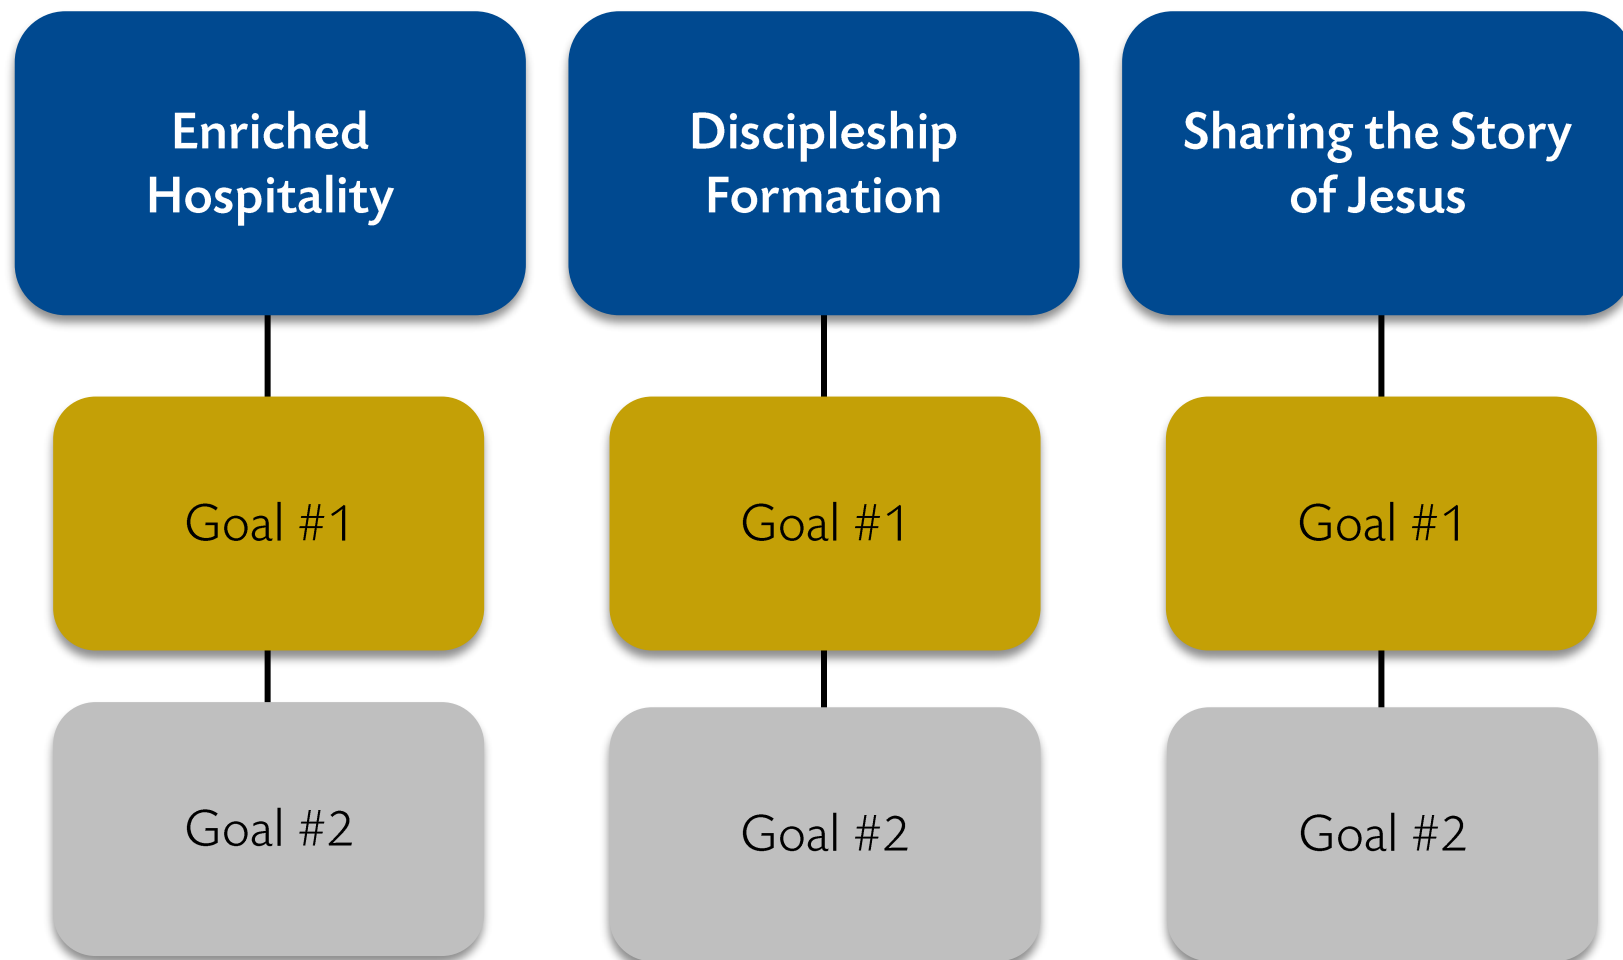 Enriched
Hospitality
Discipleship
Formation
Sharing the Story
of Jesus
Goal #1
Goal #1
Goal #1
Goal #2
Goal #2
Goal #2